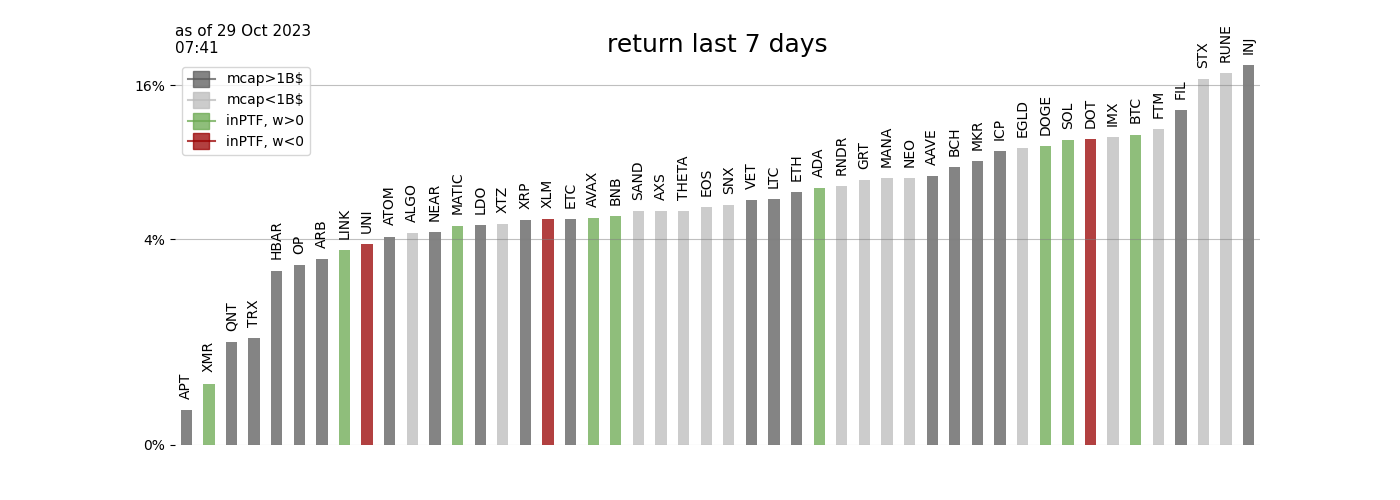 as of 29 Oct 2023
07:41
return last 7 days
mcap>1B$
mcap<1B$
inPTF, w>0
inPTF, w<0
16%
4%
0%
APT
XMR
QNT
TRX
HBAR
OP
ARB
LINK
UNI
ATOM
ALGO
NEAR
MATIC
LDO
XTZ
XRP
XLM
ETC
AVAX
BNB
SAND
AXS
THETA
EOS
SNX
VET
LTC
ETH
ADA
RNDR
GRT
MANA
NEO
AAVE
BCH
MKR
ICP
EGLD
DOGE
SOL
DOT
IMX
BTC
FTM
FIL
STX
RUNE
INJ